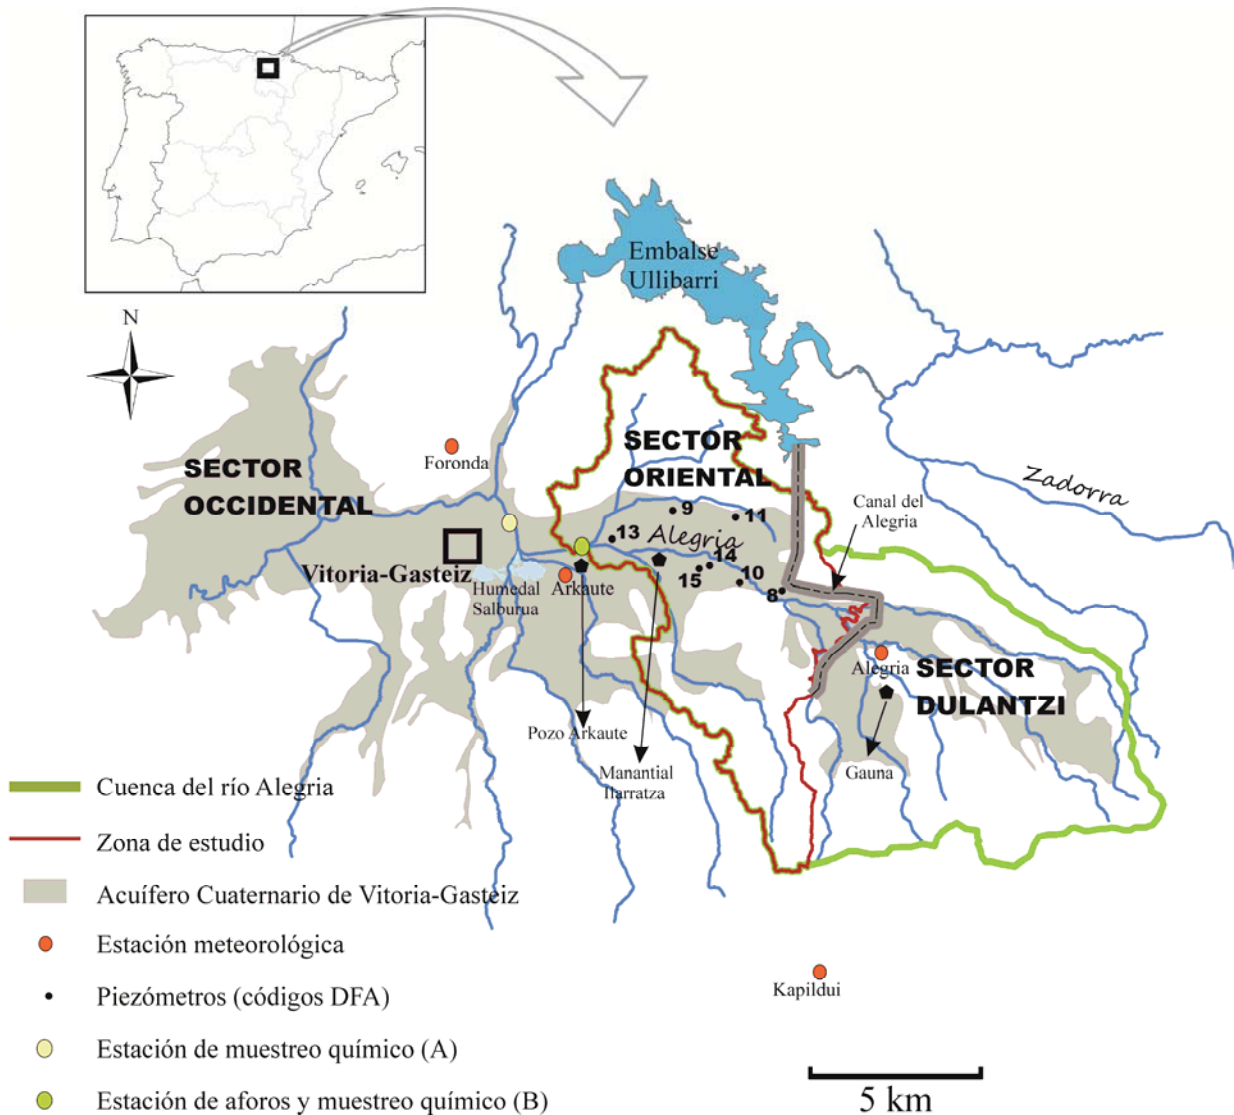 Embalse
Ullibarri
N
SECTOR
OCCIDENTAL
Foronda
SECTOR
ORIENTAL
Zadorra
Canal del
Alegria
9
11
13
Alegria
14
15
10
8
Vitoria-Gasteiz
Humedal
Salburua
Arkaute
Alegria
SECTOR
DULANTZI
Pozo Arkaute
Manantial
Ilarratza
Gauna
Cuenca del río Alegria
Zona de estudio
Acuífero Cuaternario de Vitoria-Gasteiz
Estación meteorológica
Kapildui
Piezómetros (códigos DFA)
Estación de muestreo químico (A)
Estación de aforos y muestreo químico (B)
5 km